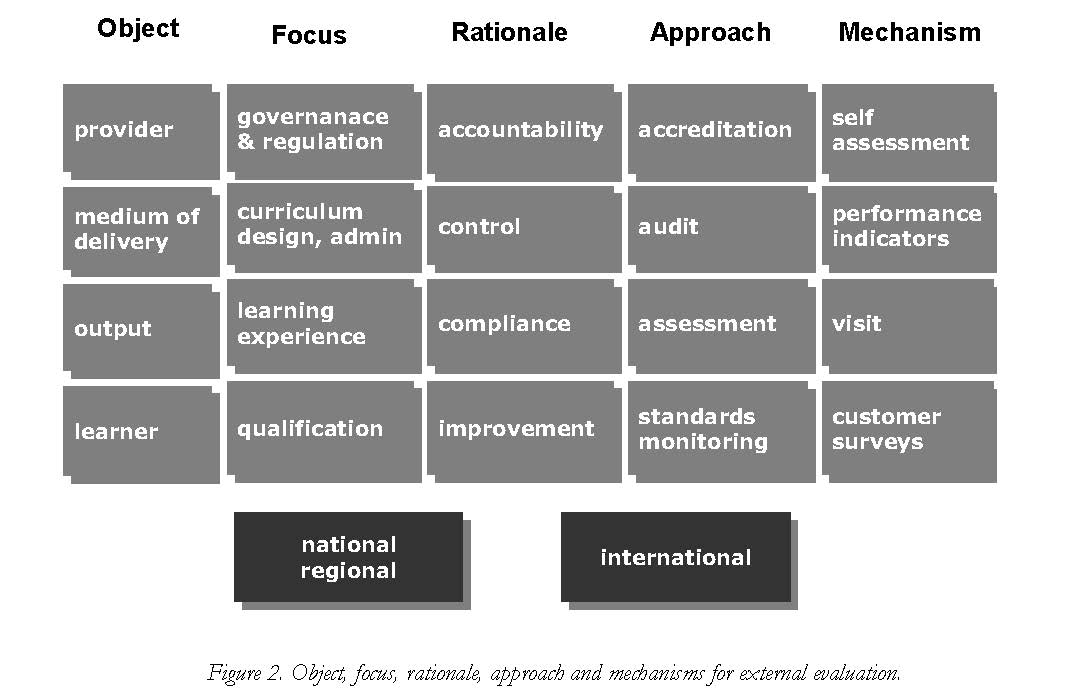 Object Focus Rationale Approach Mechanism
provider
governanace
& regulation
accountability
accreditation
self
assessment
medium of
delivery
curriculum
design, admin
control
audit
performance
indicators
output
learning
experience
compliance
assessment
visit
learner
qualification
improvement
standards
monitoring
customer
surveys
national
regional
international
Figure 2. Object, focus, rationale, approach and mechanisms for external evaluation.